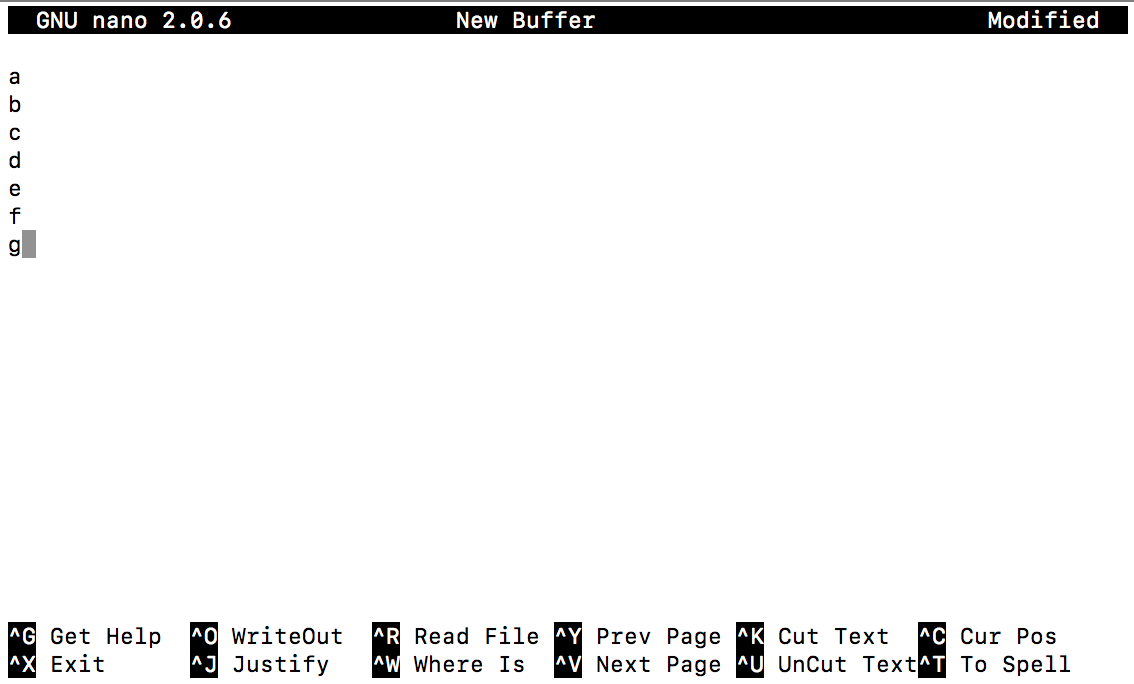 GNU nano 2.0.6 New Buffer Modified
a
b
c
d
e
f
g
^G Get Help ^O WriteOut ^R Read File ^Y Prev Page ^K Cut Text ^C Cur Pos
^X Exit ^J Justify ^W Where Is ^V Next Page ^U UnCut Text ^T To Spell